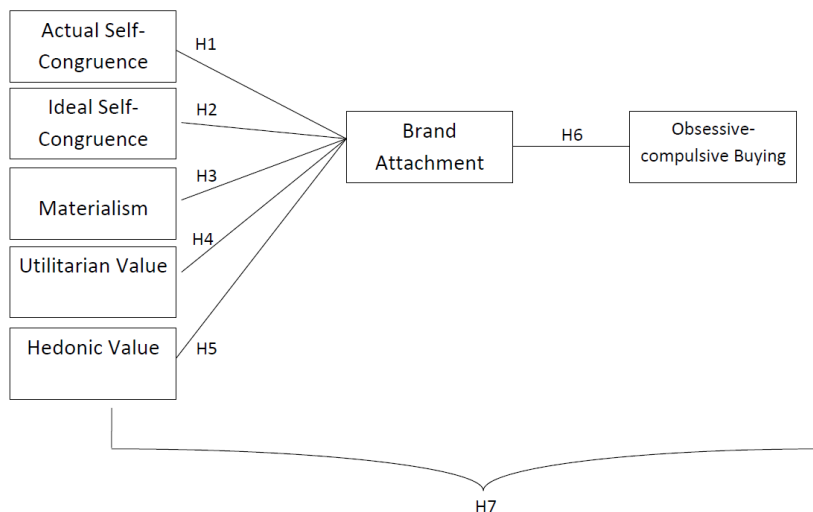 Actual Self-
Congruence
H1
Ideal Self-
Congruence
H2
Materialism
H3
Utilitarian Value
H4
Hedonic Value
H5
Brand
Attachment
H6
Obsessive-
compulsive Buying
H7